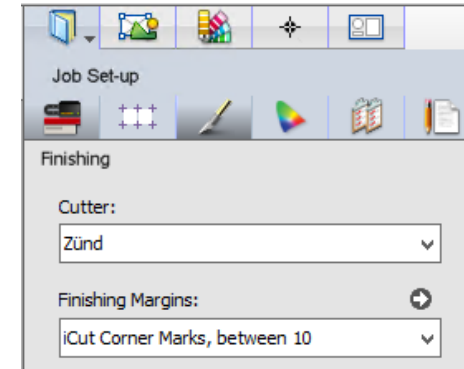 Job Set-up
Finishing
Cutter:
Zünd
Finishing Margins:
iCut Corner Marks, between 10